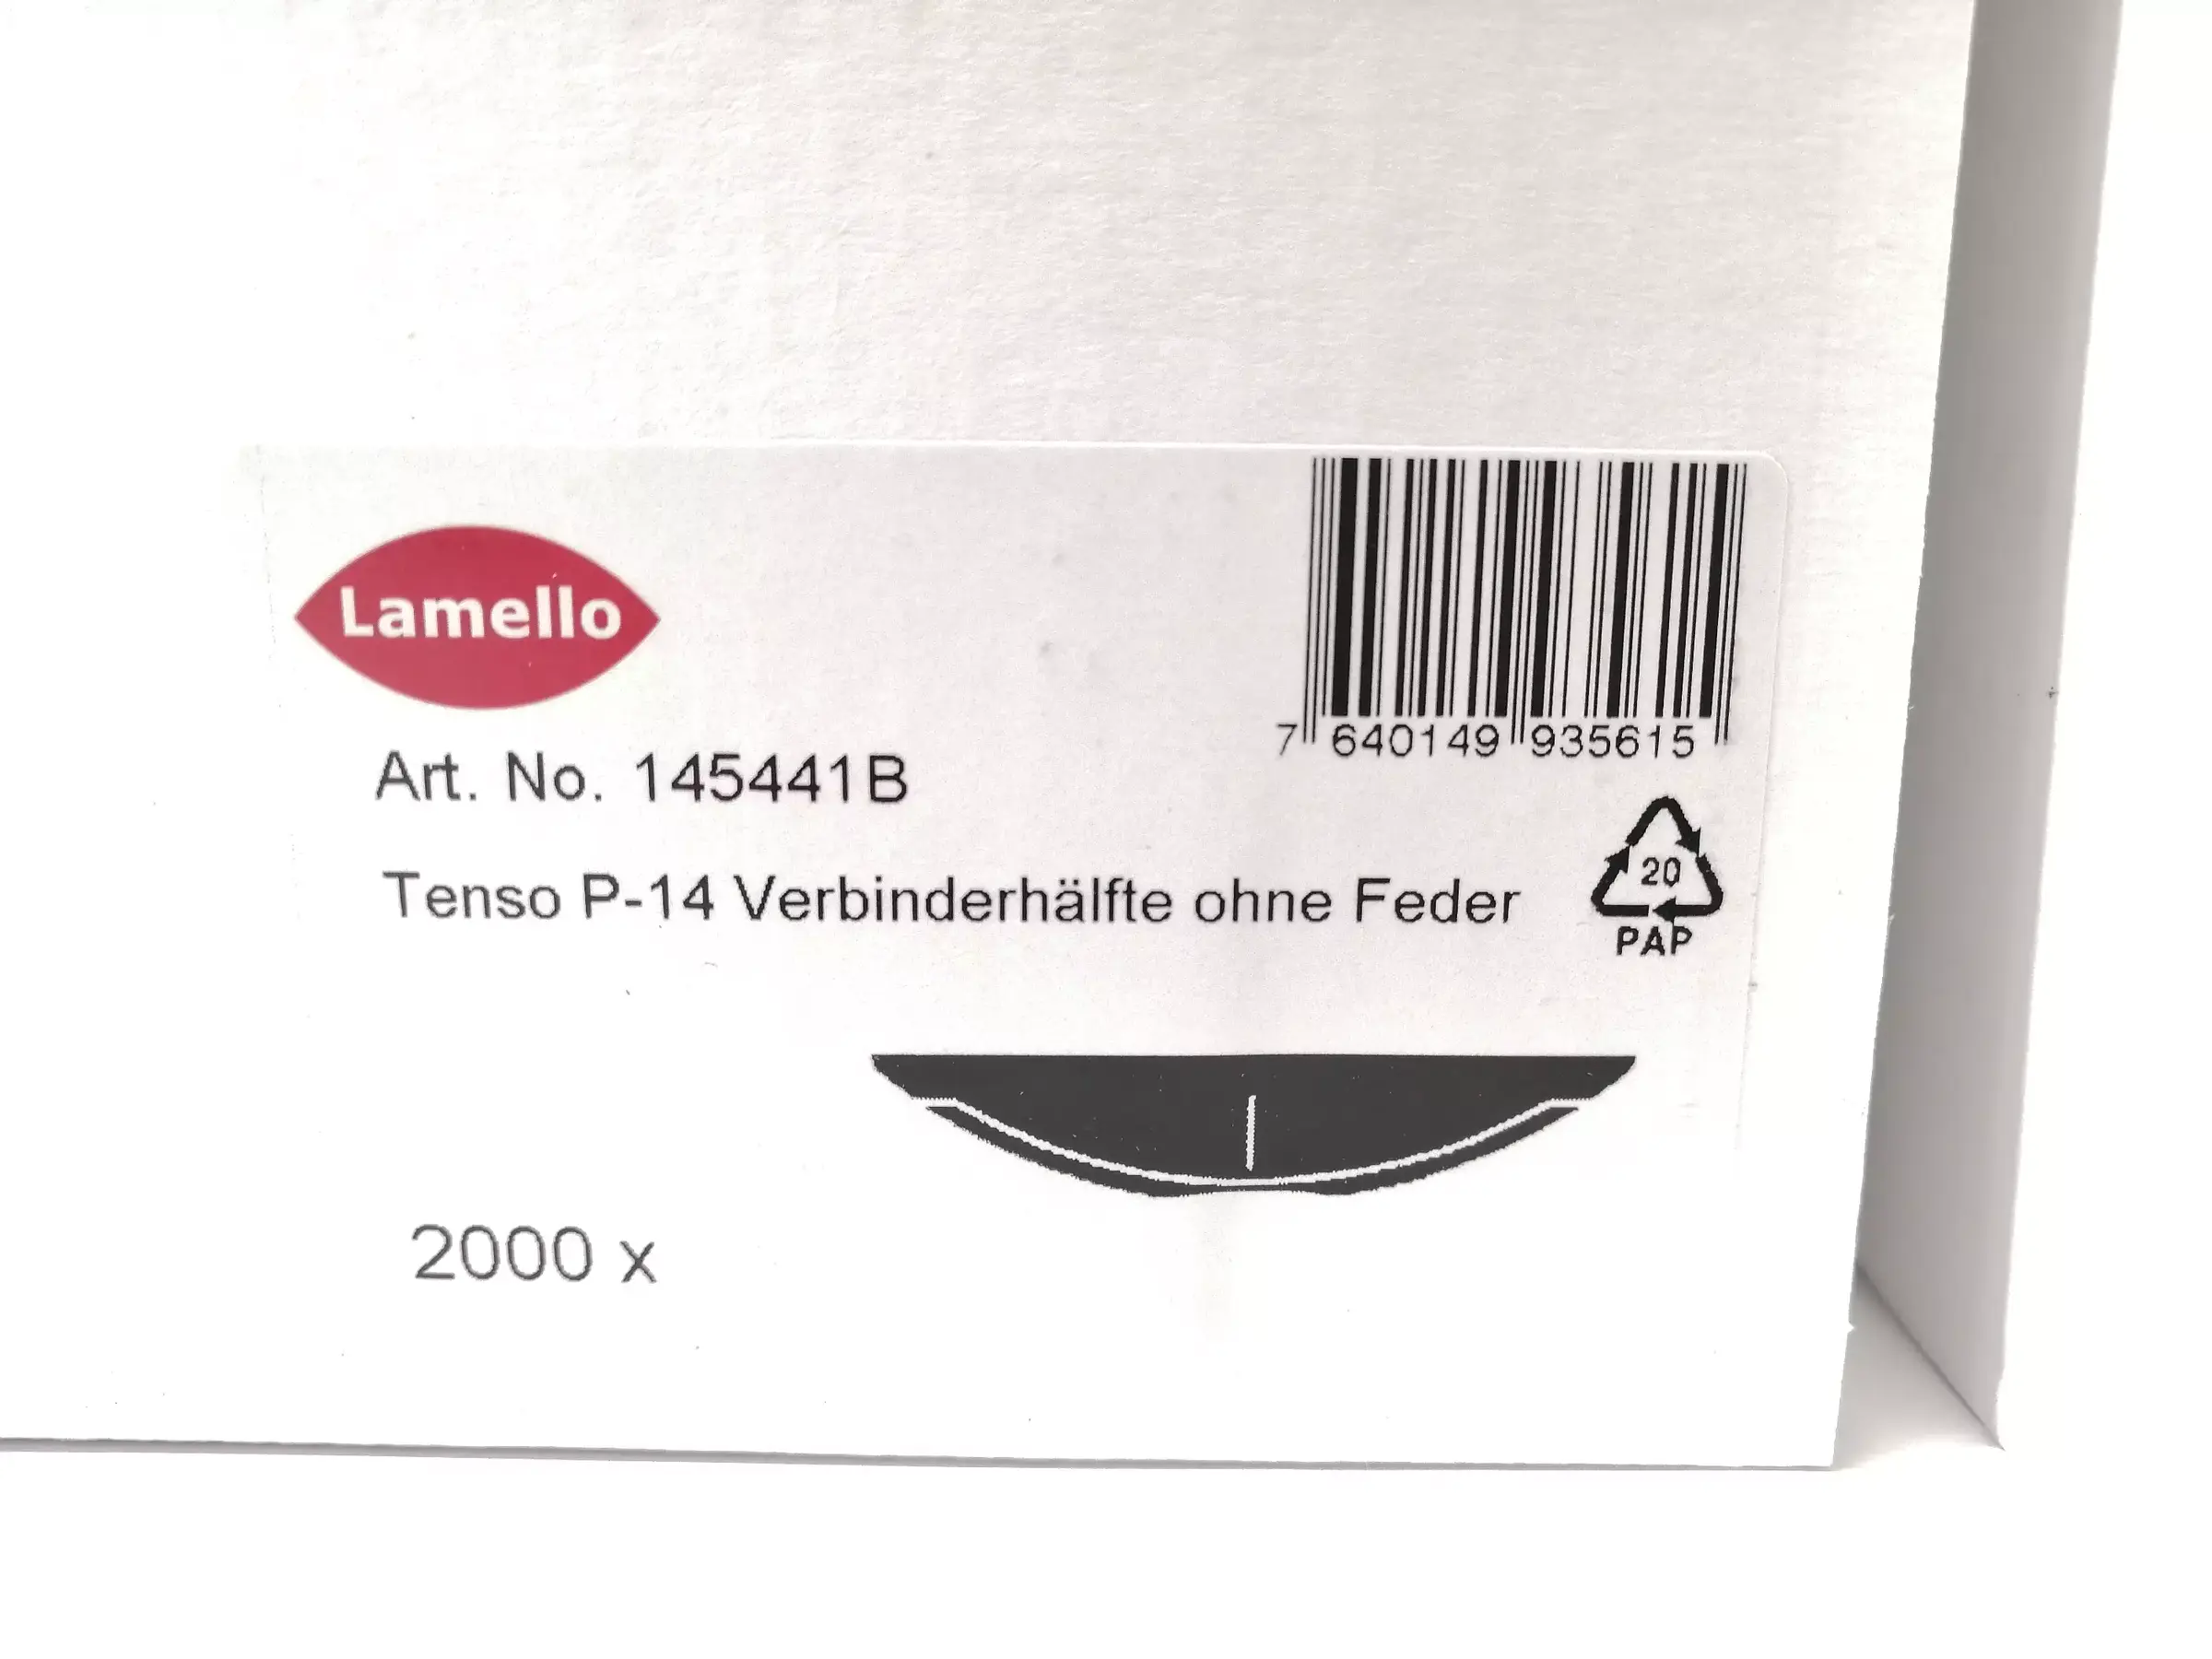 Lamello
7 640149 935615
Art. No. 145441B
Tenso P-14 Verbinderhälfte ohne Feder
20
PAP
2000 x